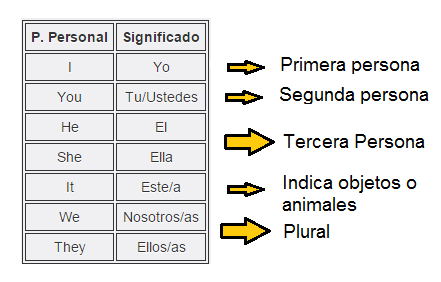 P. Personal Significado
I Yo Primera persona
You Tu/Ustedes Segunda persona
He El
Tercera Persona
She Ella
It Este/a Indica objetos o
animales
We Nosotros/as
Plural
They Ellos/as